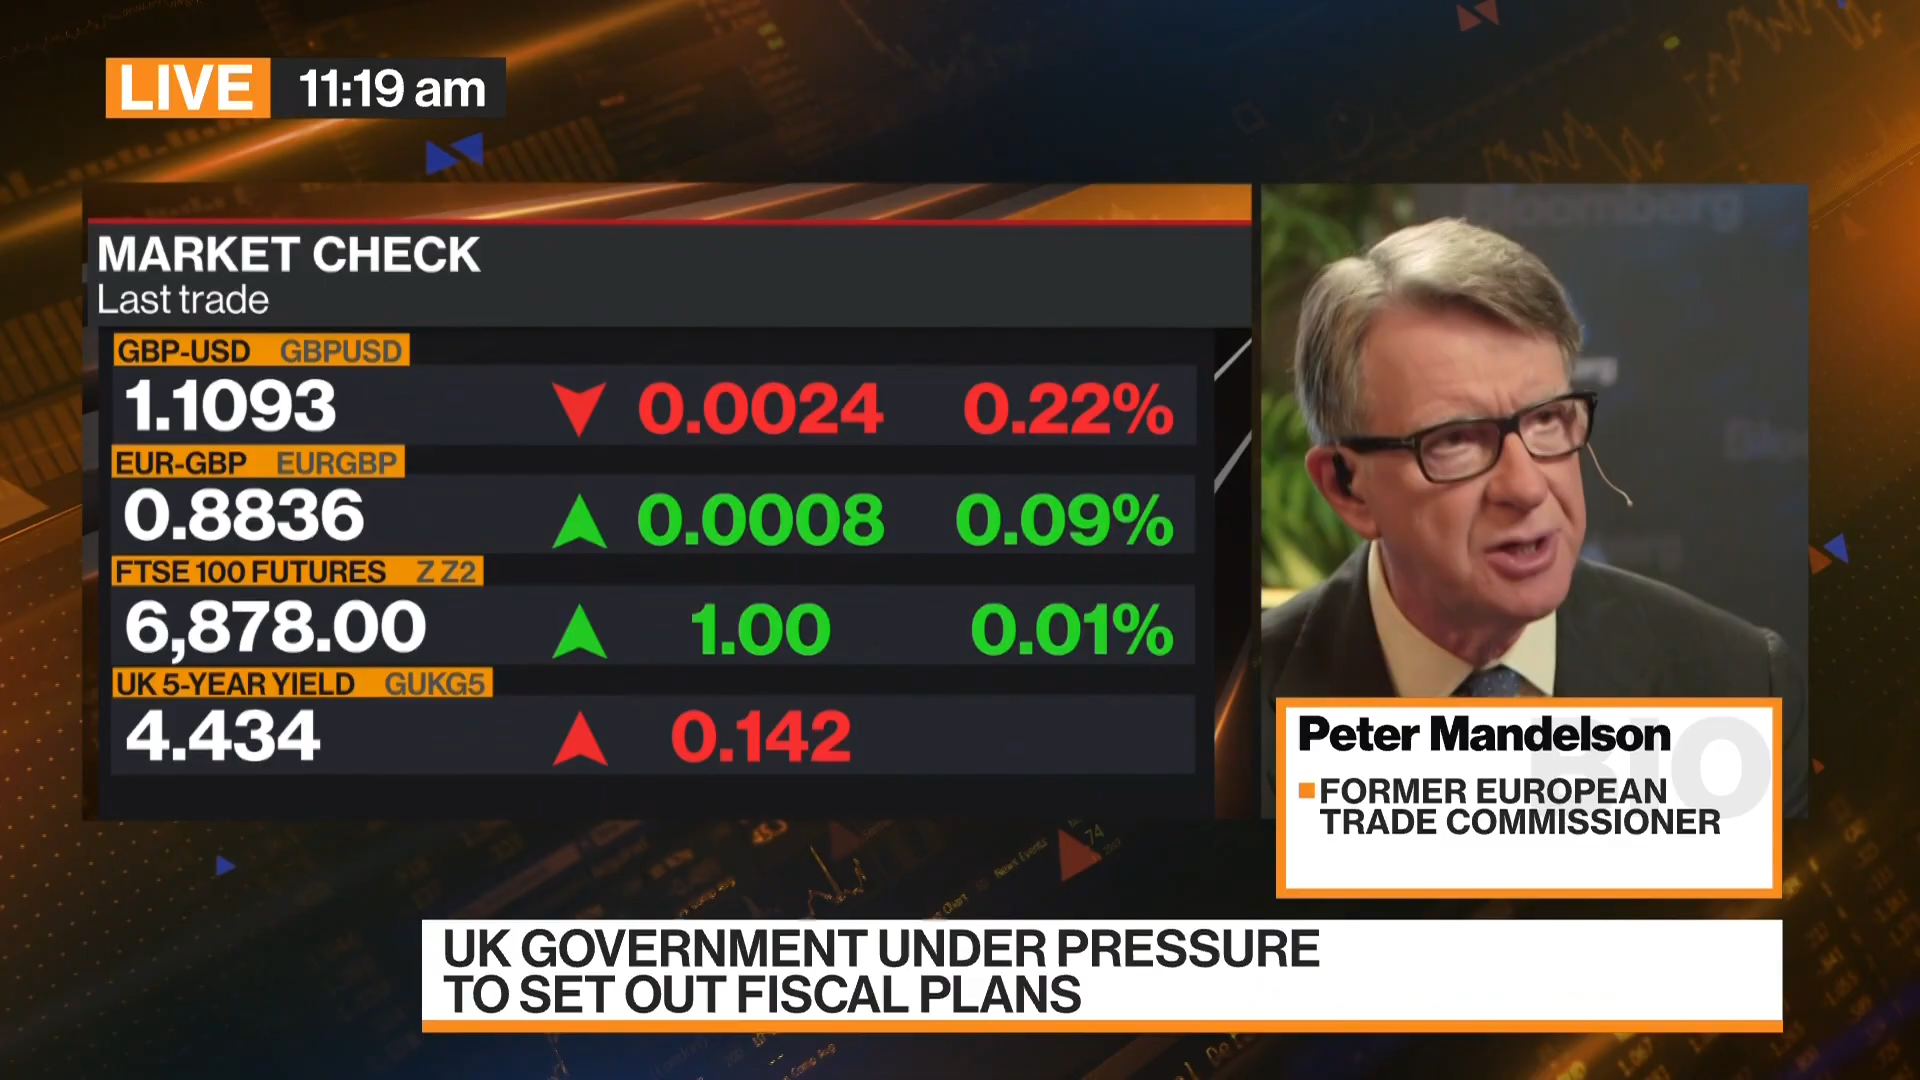 LIVE 11:19 am
MARKET CHECK
Last trade
GBP-USD GBPUSD
1.1093 0.0024 0.22%
EUR-GBP EURGBP
0.8836 0.0008 0.09%
FTSE 100 FUTURES Z Z2
6,878.00 1.00 0.01%
UK 5-YEAR YIELD GUKG5
4.434 0.142
Bloomberg
Peter Mandelson
BIO
FORMER EUROPEAN
TRADE COMMISSIONER
UK GOVERNMENT UNDER PRESSURE
TO SET OUT FISCAL PLANS